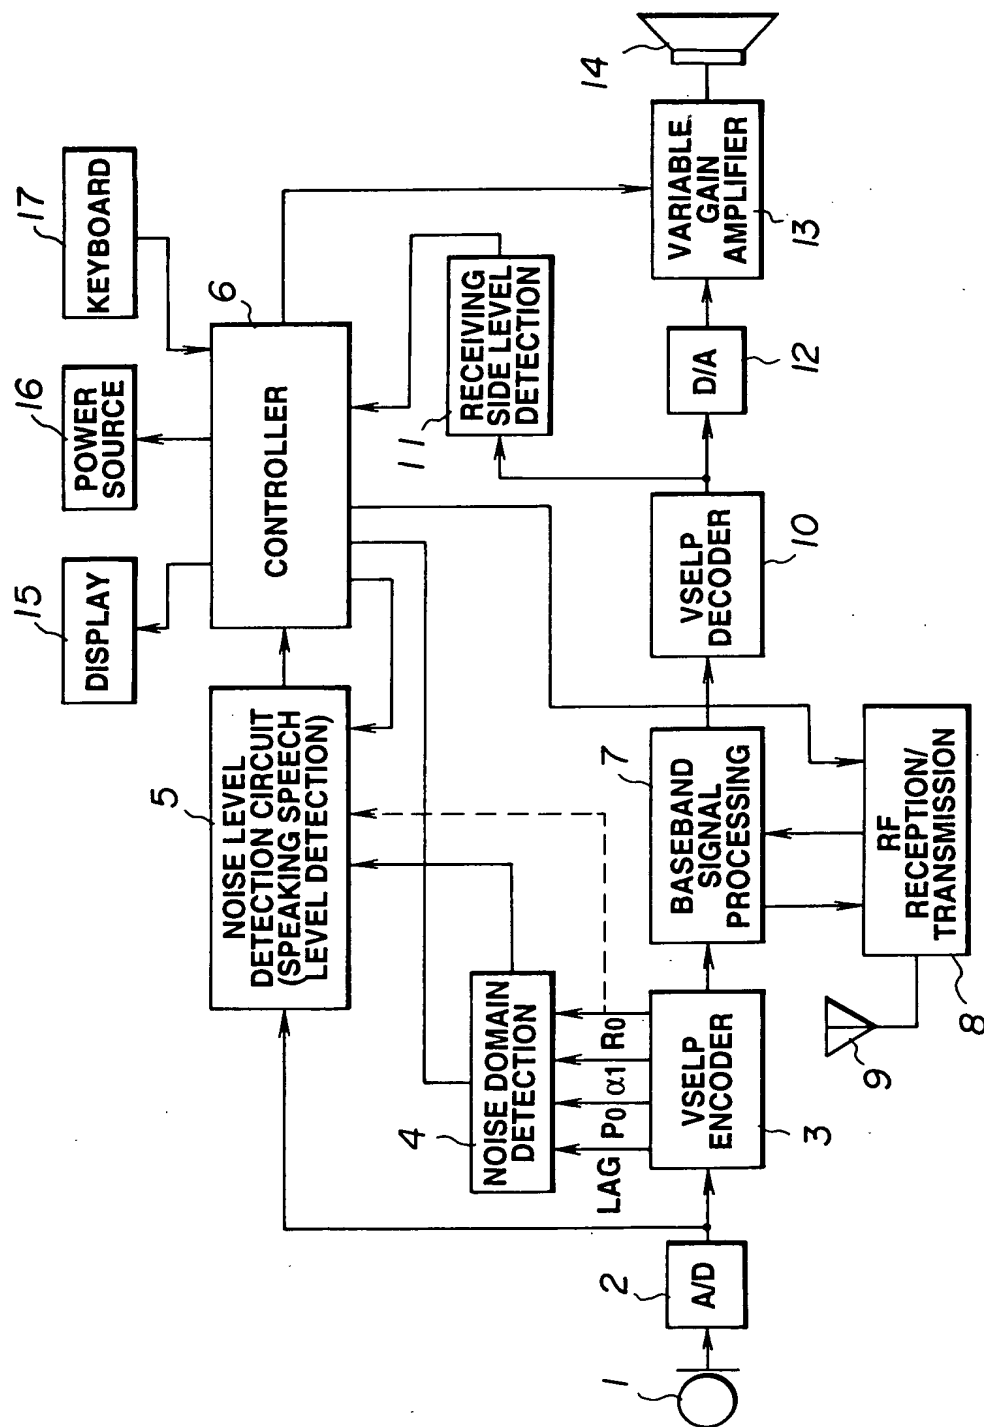 15
DISPLAY
16
POWER
SOURCE
17
KEYBOARD
5
NOISE LEVEL
DETECTION CIRCUIT
(SPEAKING SPEECH
LEVEL DETECTION)
6
CONTROLLER
4
NOISE DOMAIN
DETECTION
11
RECEIVING
SIDE LEVEL
DETECTION
LAG
P0
α1
R0
1
2
A/D
VSELP
ENCODER
3
7
BASEBAND
SIGNAL
PROCESSING
VSELP
DECODER
10
D/A
12
VARIABLE
GAIN
AMPLIFIER
13
14
9
RF
RECEPTION/
TRANSMISSION
8